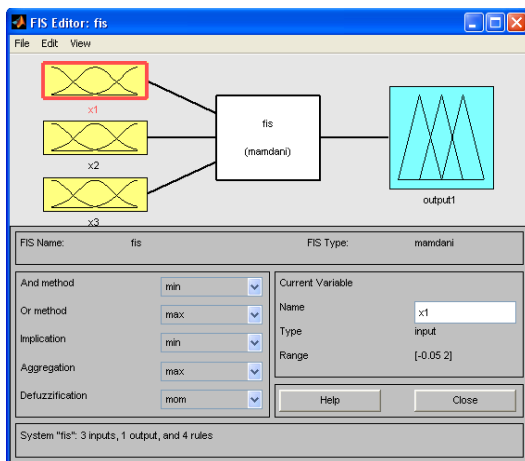 FIS Editor: fis
File Edit View
x1
x2
x3
fis
(mamdani)
output1
FIS Name: fis FIS Type: mamdani
And method min
Or method max
Implication min
Aggregation max
Defuzzification mom
Current Variable
Name x1
Type input
Range [-0.05 2]
Help Close
System "fis": 3 inputs, 1 output, and 4 rules